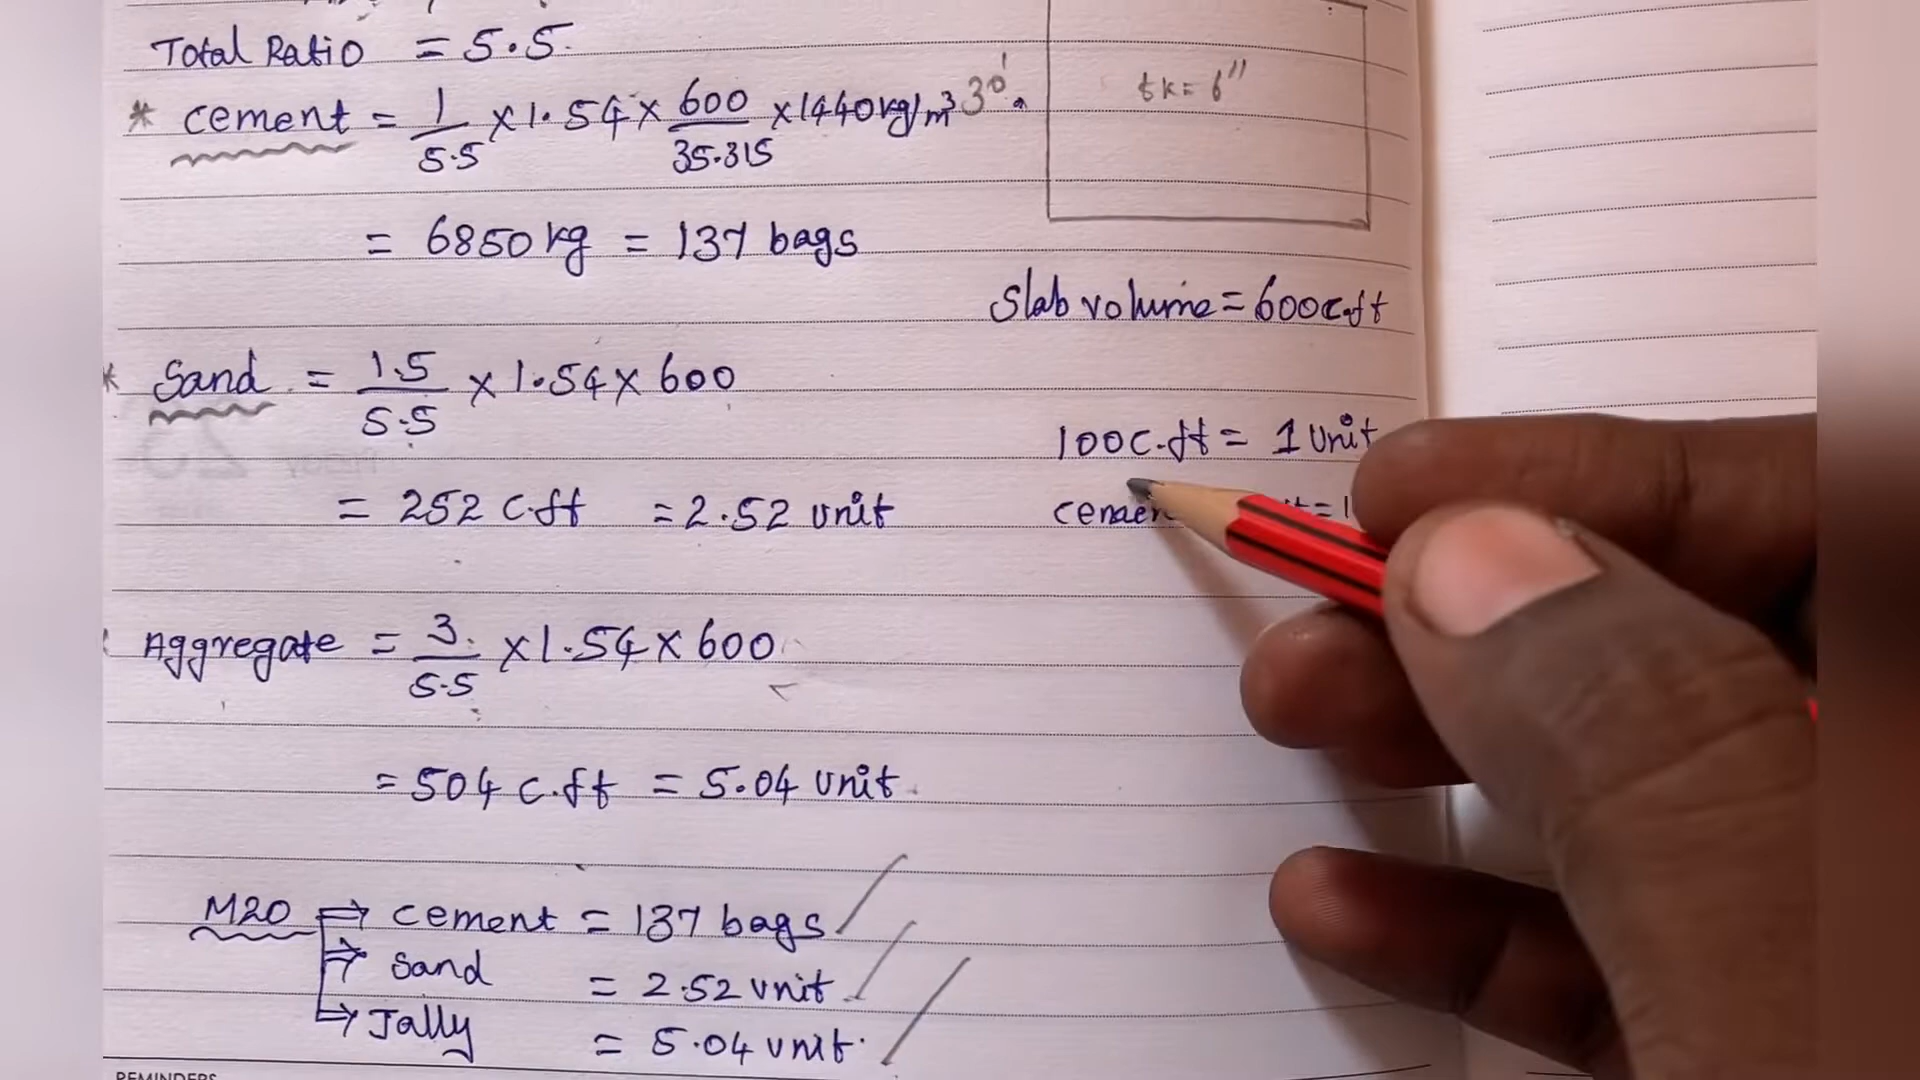 Total Ratio = 5.5.
* cement = 1/5.5 x 1.54 x 600/35.315 x 1440 kg/m³
30'
tk = 6"
= 6850 kg = 137 bags
Slab volume = 600 c.ft
* Sand = 1.5/5.5 x 1.54 x 600
100 c.ft = 1 unit
= 252 c.ft = 2.52 unit
Aggregate = 3/5.5 x 1.54 x 600
= 504 c.ft = 5.04 unit.
M20 ⇒ cement = 137 bags
⇒ Sand = 2.52 unit
⇒ Jally = 5.04 unit.
REMINDERS